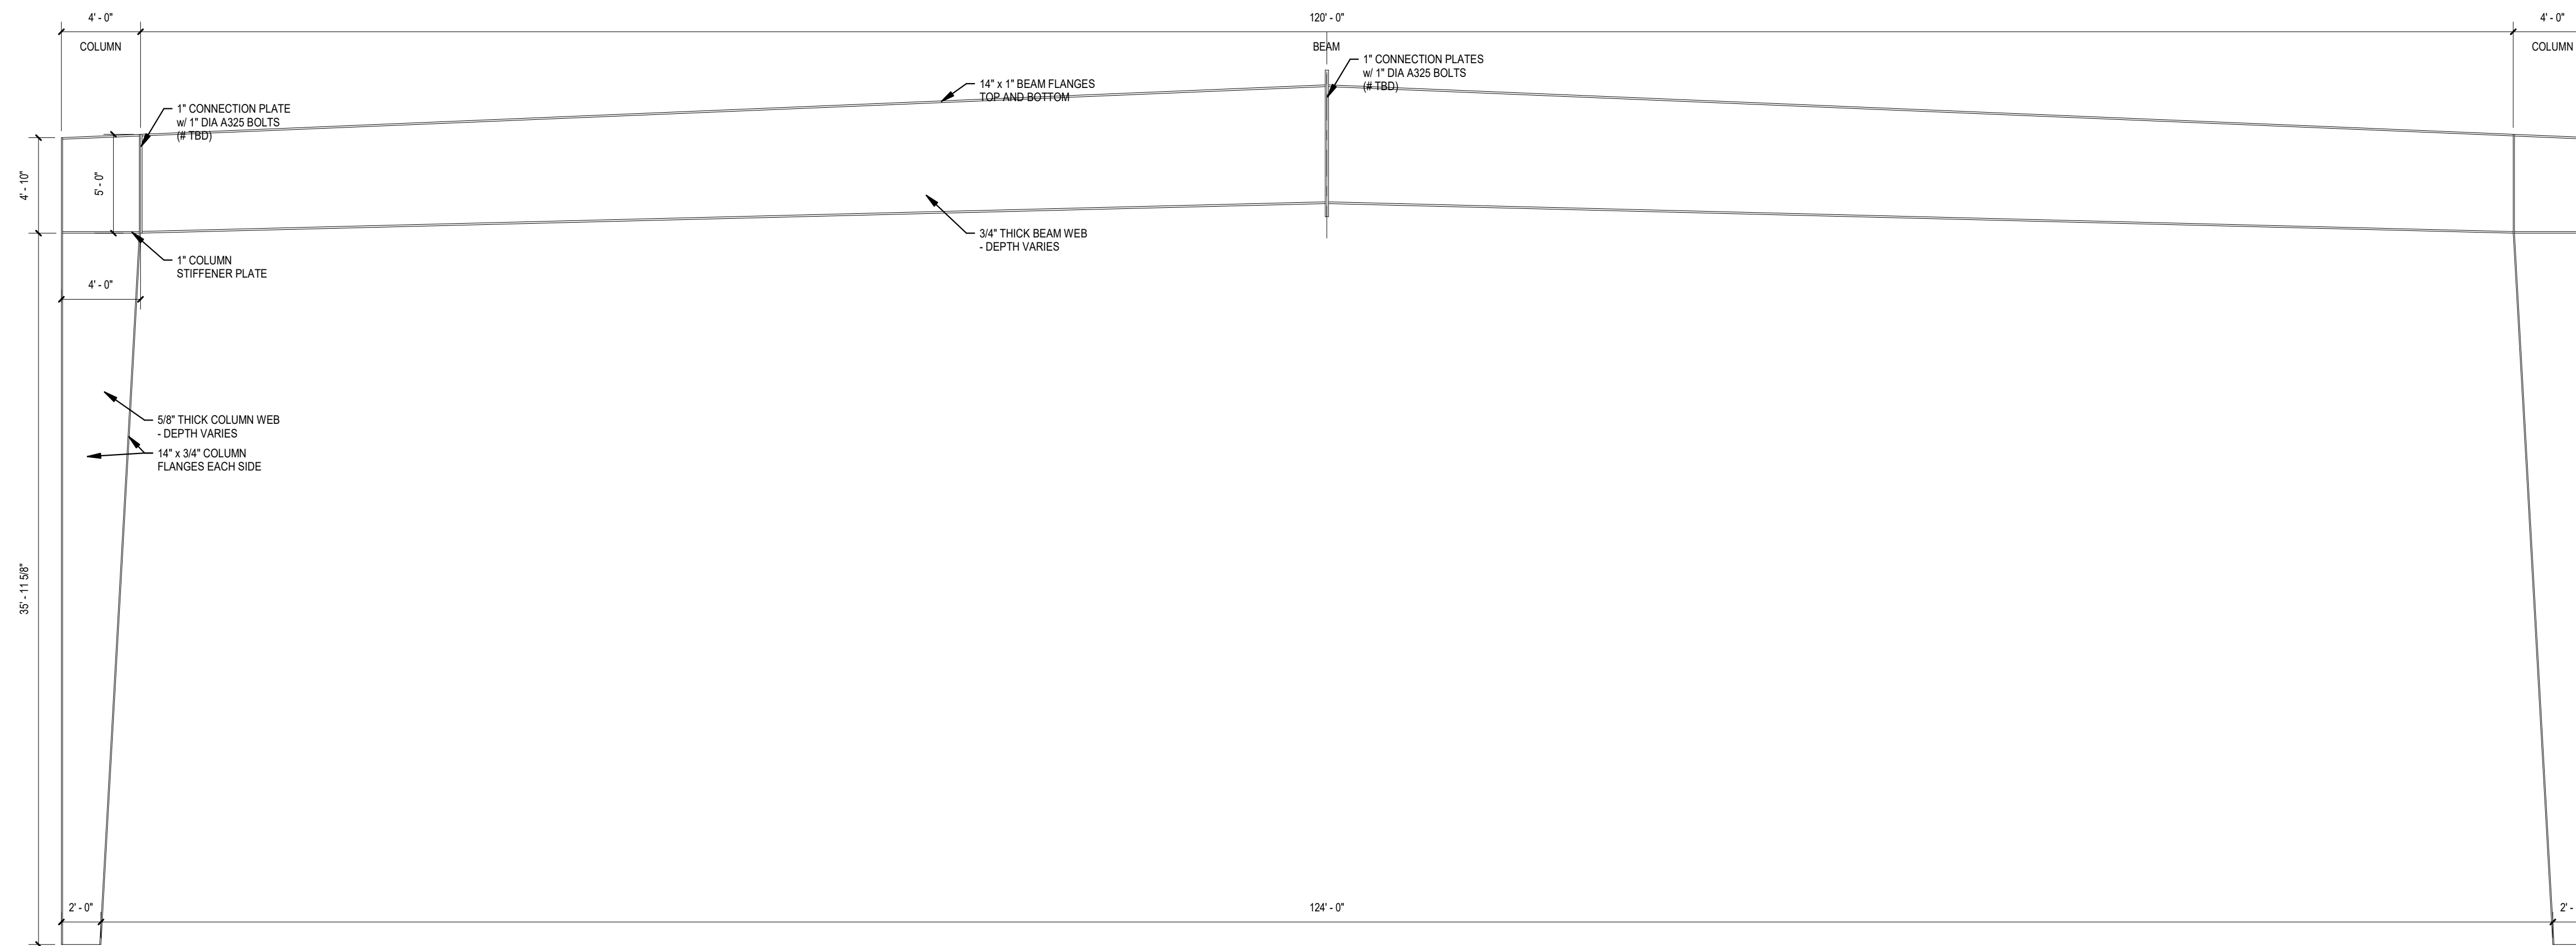 4' - 0"
120' - 0"
4' - 0"
COLUMN
BEAM
COLUMN
1" CONNECTION PLATES
w/ 1" DIA A325 BOLTS
(# TBD)
14" x 1" BEAM FLANGES
TOP AND BOTTOM
1" CONNECTION PLATE
w/ 1" DIA A325 BOLTS
(# TBD)
4' - 10"
5' - 0"
3/4" THICK BEAM WEB
- DEPTH VARIES
1" COLUMN
STIFFENER PLATE
4' - 0"
5/8" THICK COLUMN WEB
- DEPTH VARIES
14" x 3/4" COLUMN
FLANGES EACH SIDE
35' - 11 5/8"
2' - 0"
124' - 0"
2' -